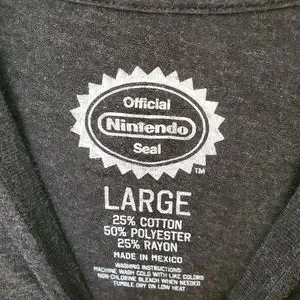 Official
Nintendo
Seal
TM
LARGE
25% COTTON
50% POLYESTER
25% RAYON
MADE IN MEXICO
WASHING INSTRUCTIONS:
MACHINE WARM COLD WITH LIKE COLORS
NON-CHLORINE BLEACH WHEN NEEDED
TUMBLE DRY ON LOW HEAT